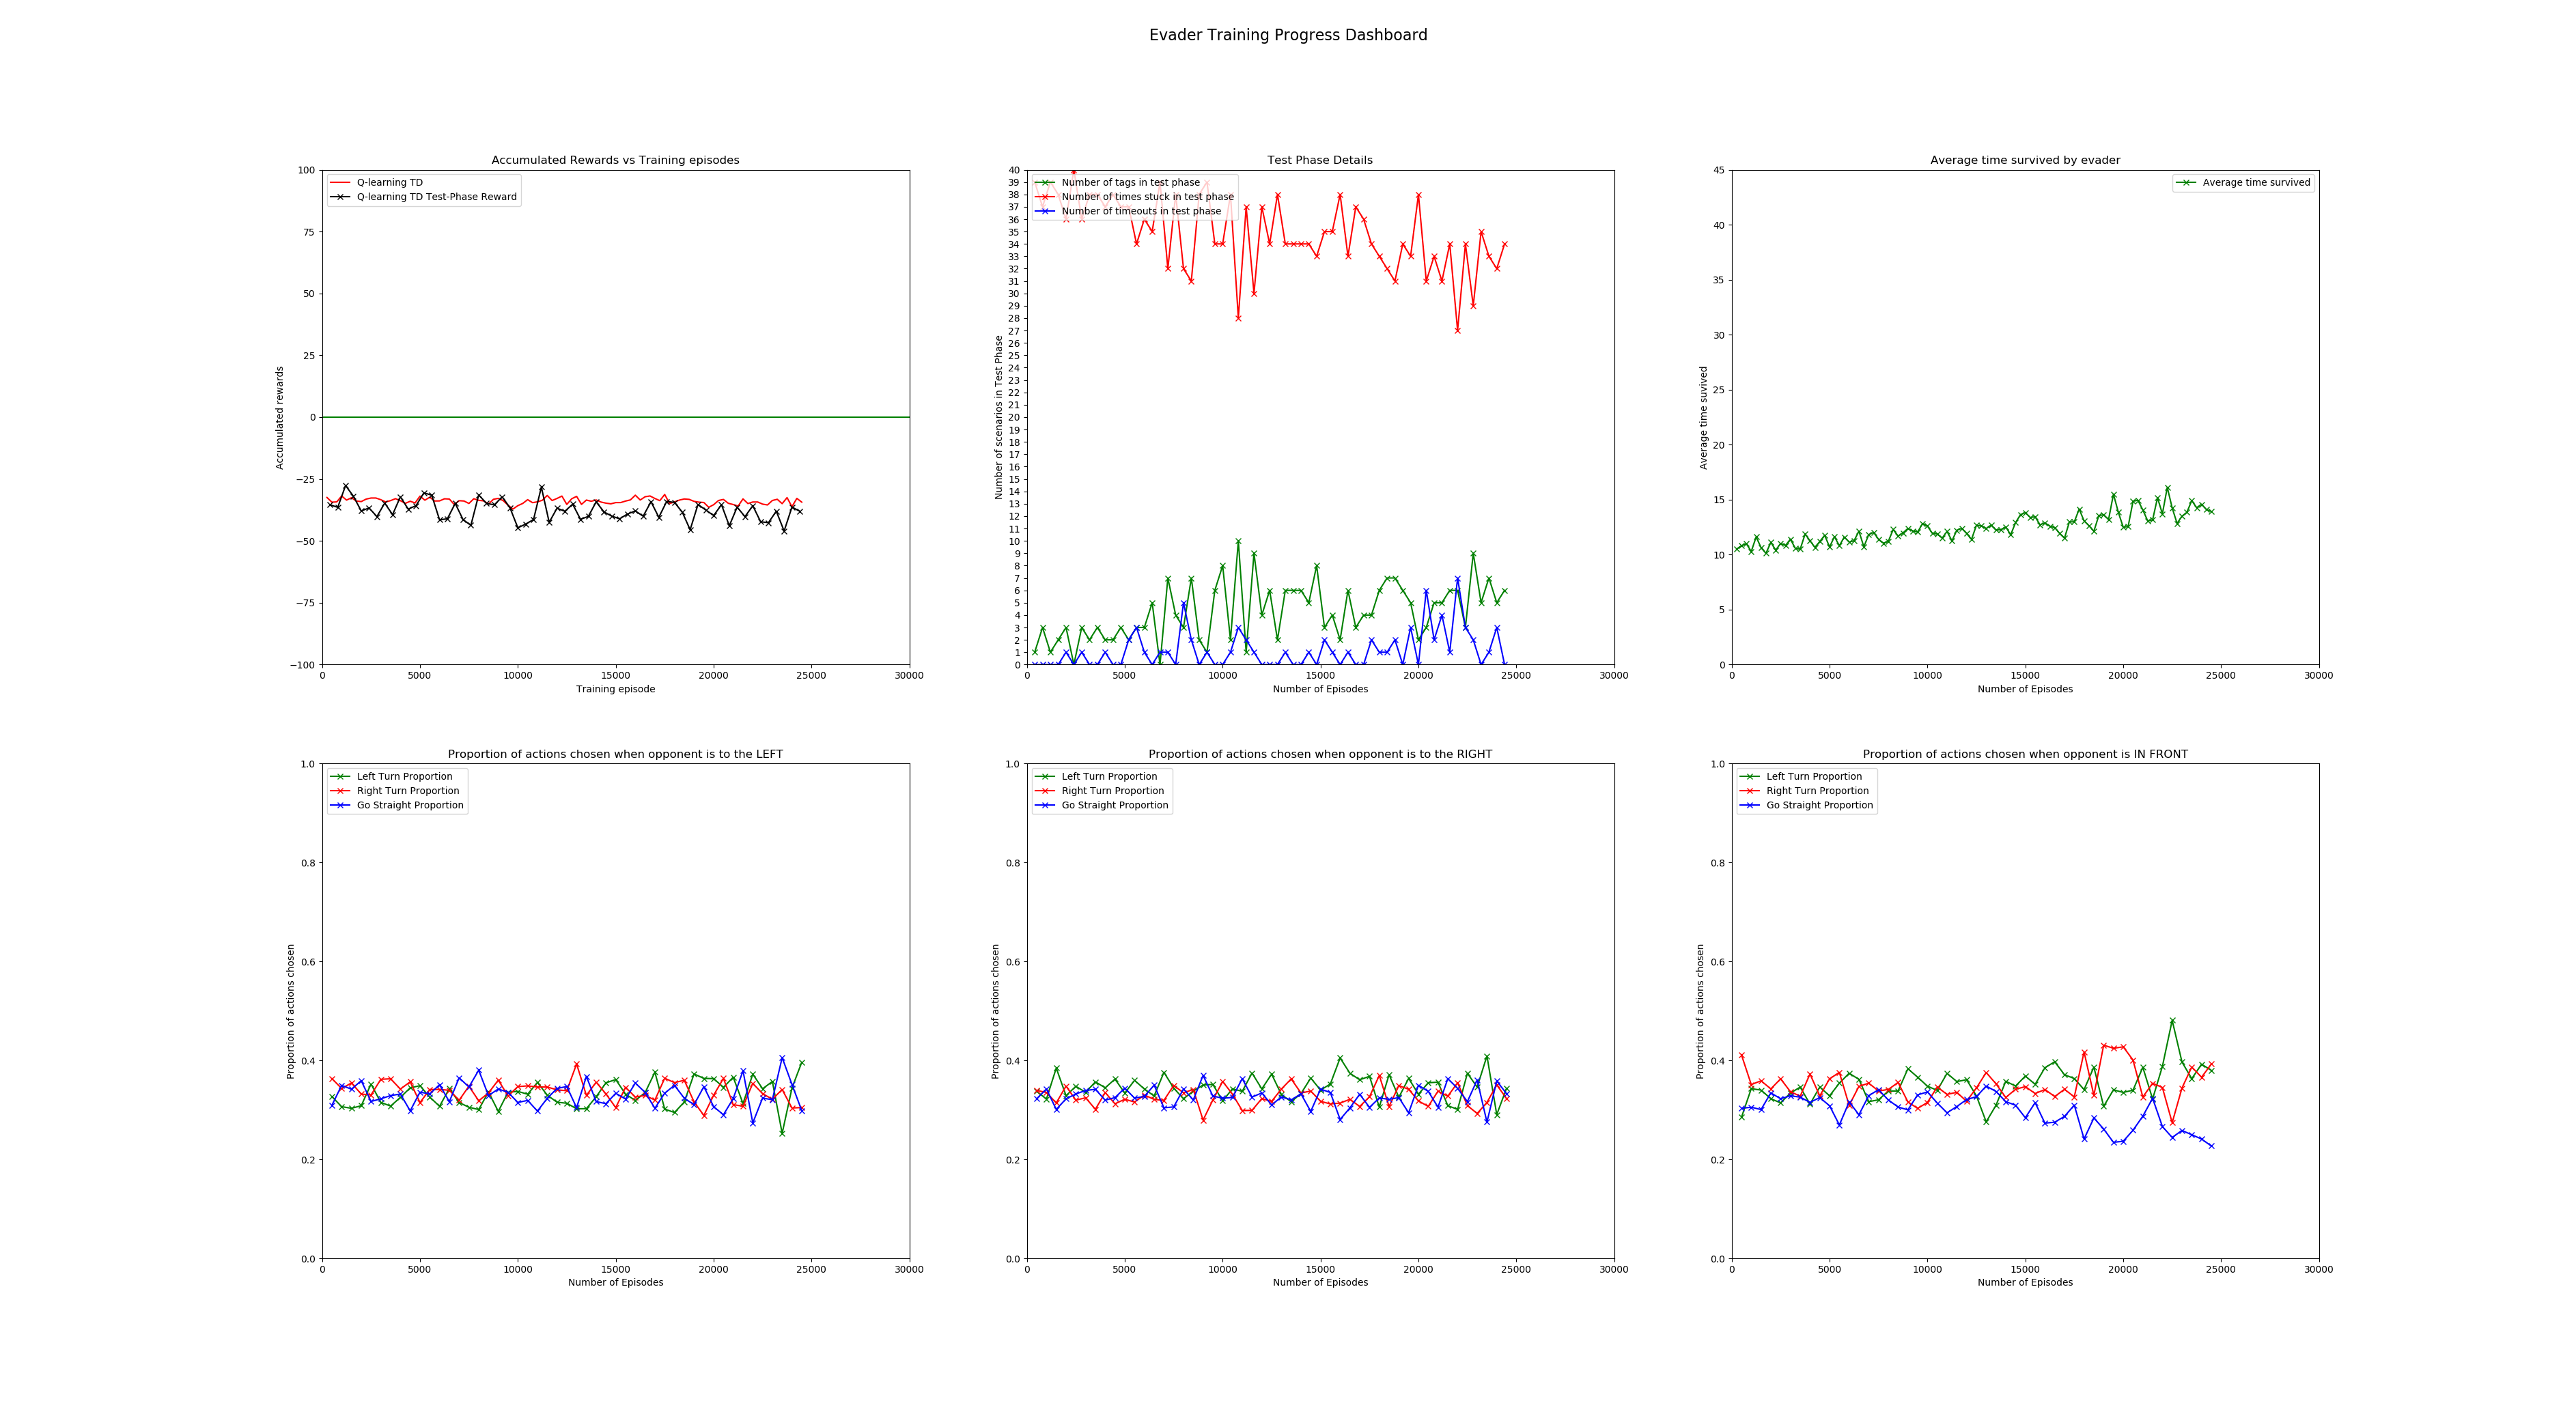 Evader Training Progress Dashboard
Accumulated Rewards vs Training episodes
Q-learning TD
Q-learning TD Test-Phase Reward
100
75
50
25
0
−25
−50
−75
−100
Accumulated rewards
0 5000 10000 15000 20000 25000 30000
Training episode
Test Phase Details
Number of tags in test phase
Number of times stuck in test phase
Number of timeouts in test phase
40
39
38
37
36
35
34
33
32
31
30
29
28
27
26
25
24
23
22
21
20
19
18
17
16
15
14
13
12
11
10
9
8
7
6
5
4
3
2
1
0
Number of scenarios in Test Phase
0 5000 10000 15000 20000 25000 30000
Number of Episodes
Average time survived by evader
Average time survived
45
40
35
30
25
20
15
10
5
0
Average time survived
0 5000 10000 15000 20000 25000 30000
Number of Episodes
Proportion of actions chosen when opponent is to the LEFT
Left Turn Proportion
Right Turn Proportion
Go Straight Proportion
1.0
0.8
0.6
0.4
0.2
0.0
Proportion of actions chosen
0 5000 10000 15000 20000 25000 30000
Number of Episodes
Proportion of actions chosen when opponent is to the RIGHT
Left Turn Proportion
Right Turn Proportion
Go Straight Proportion
1.0
0.8
0.6
0.4
0.2
0.0
Proportion of actions chosen
0 5000 10000 15000 20000 25000 30000
Number of Episodes
Proportion of actions chosen when opponent is IN FRONT
Left Turn Proportion
Right Turn Proportion
Go Straight Proportion
1.0
0.8
0.6
0.4
0.2
0.0
Proportion of actions chosen
0 5000 10000 15000 20000 25000 30000
Number of Episodes